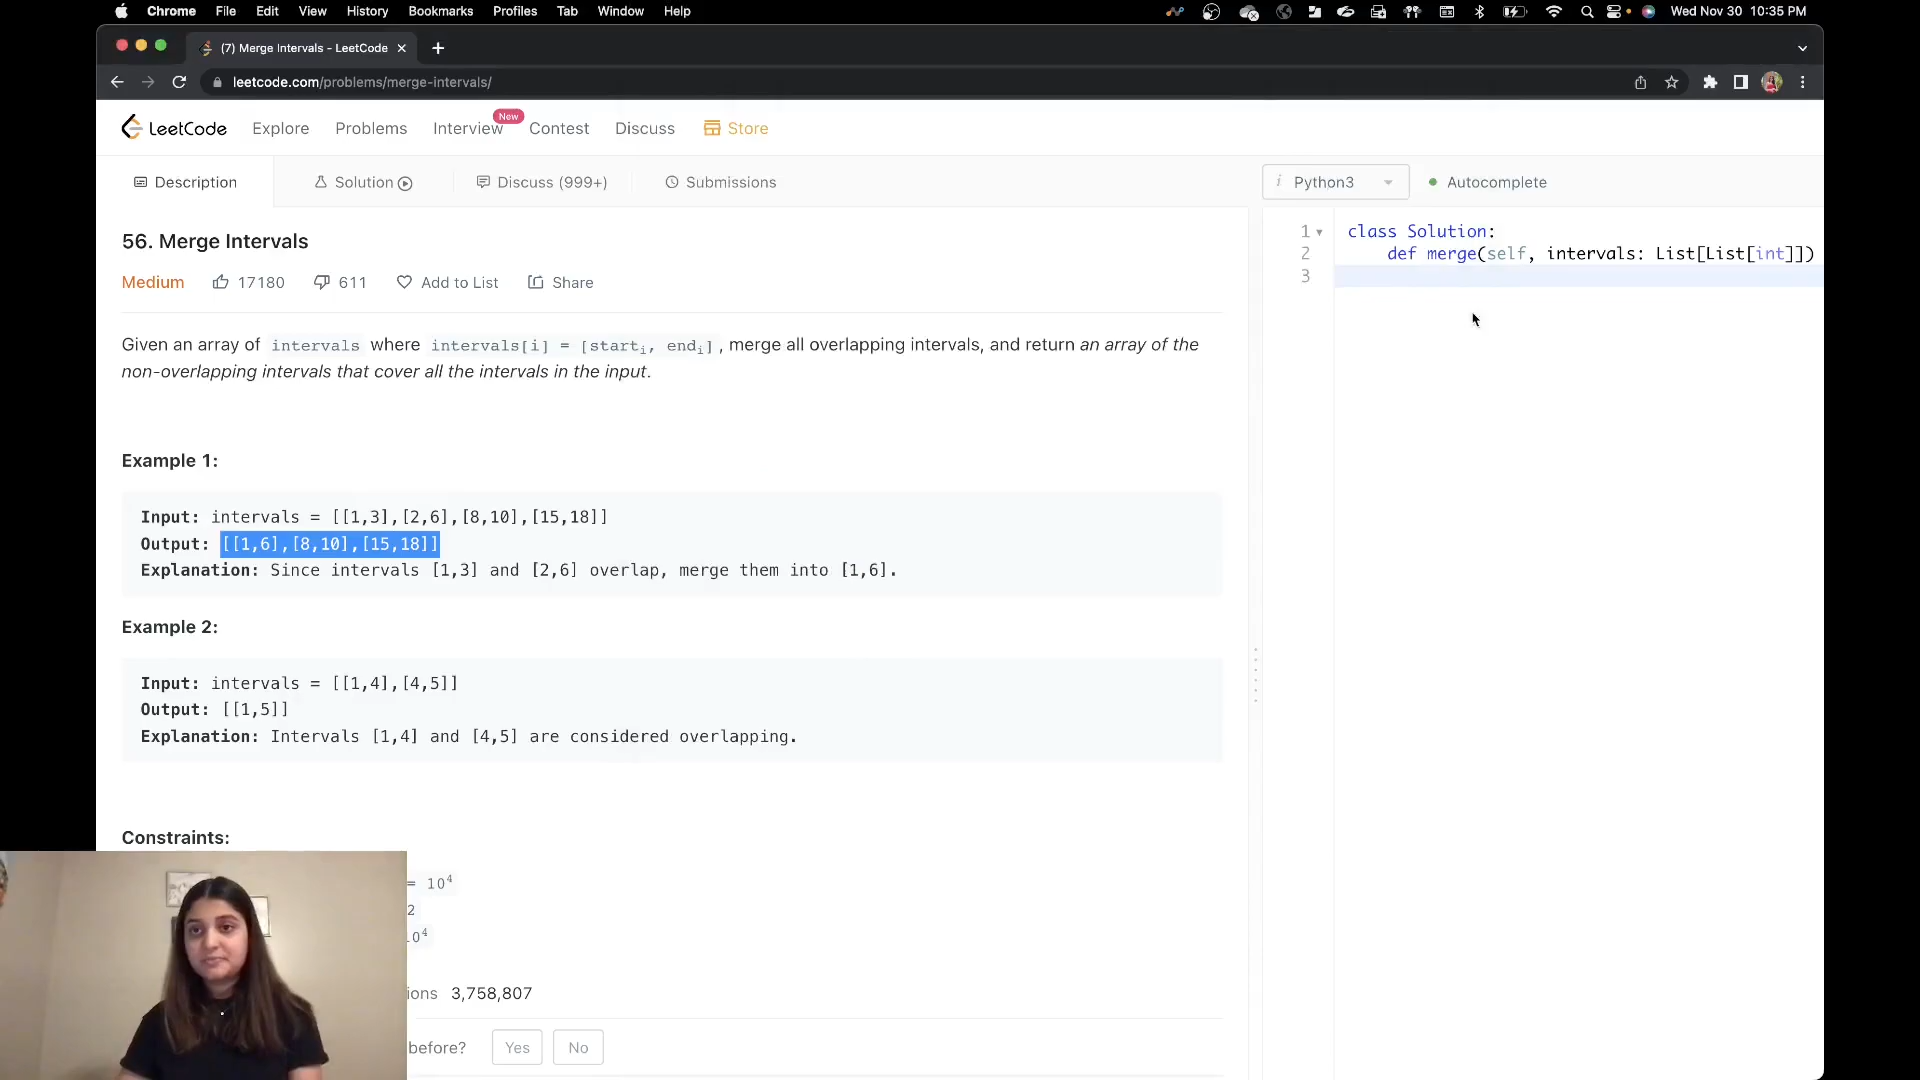 Chrome File Edit View History Bookmarks Profiles Tab Window Help Wed Nov 30 10:35 PM
(7) Merge Intervals - LeetCode
leetcode.com/problems/merge-intervals/
LeetCode Explore Problems Interview New Contest Discuss Store
Description Solution Discuss (999+) Submissions
56. Merge Intervals
Medium 17180 611 Add to List Share
Given an array of intervals where intervals[i] = [starti, endi], merge all overlapping intervals, and return an array of the
non-overlapping intervals that cover all the intervals in the input.
Example 1:
Input: intervals = [[1,3],[2,6],[8,10],[15,18]]
Output: [[1,6],[8,10],[15,18]]
Explanation: Since intervals [1,3] and [2,6] overlap, merge them into [1,6].
Example 2:
Input: intervals = [[1,4],[4,5]]
Output: [[1,5]]
Explanation: Intervals [1,4] and [4,5] are considered overlapping.
Constraints:
= 10⁴
2
10⁴
ions 3,758,807
before? Yes No
i Python3 Autocomplete
1 class Solution:
2 def merge(self, intervals: List[List[int]])
3